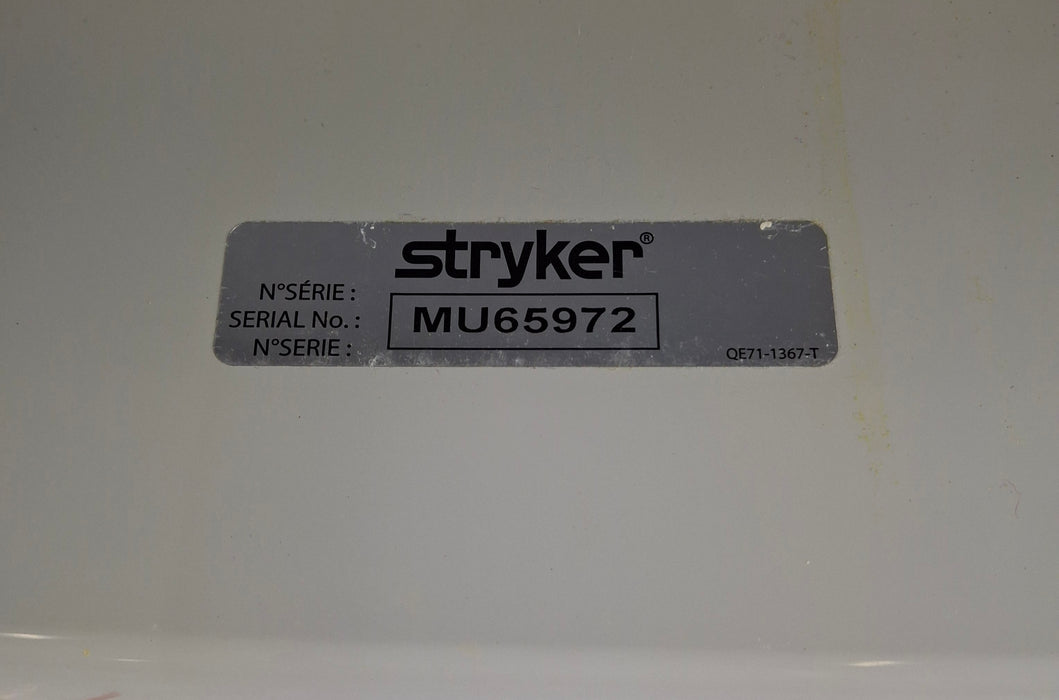 stryker®
N°SÉRIE :
SERIAL No. : MU65972
N°SERIE :
QE71-1367-T